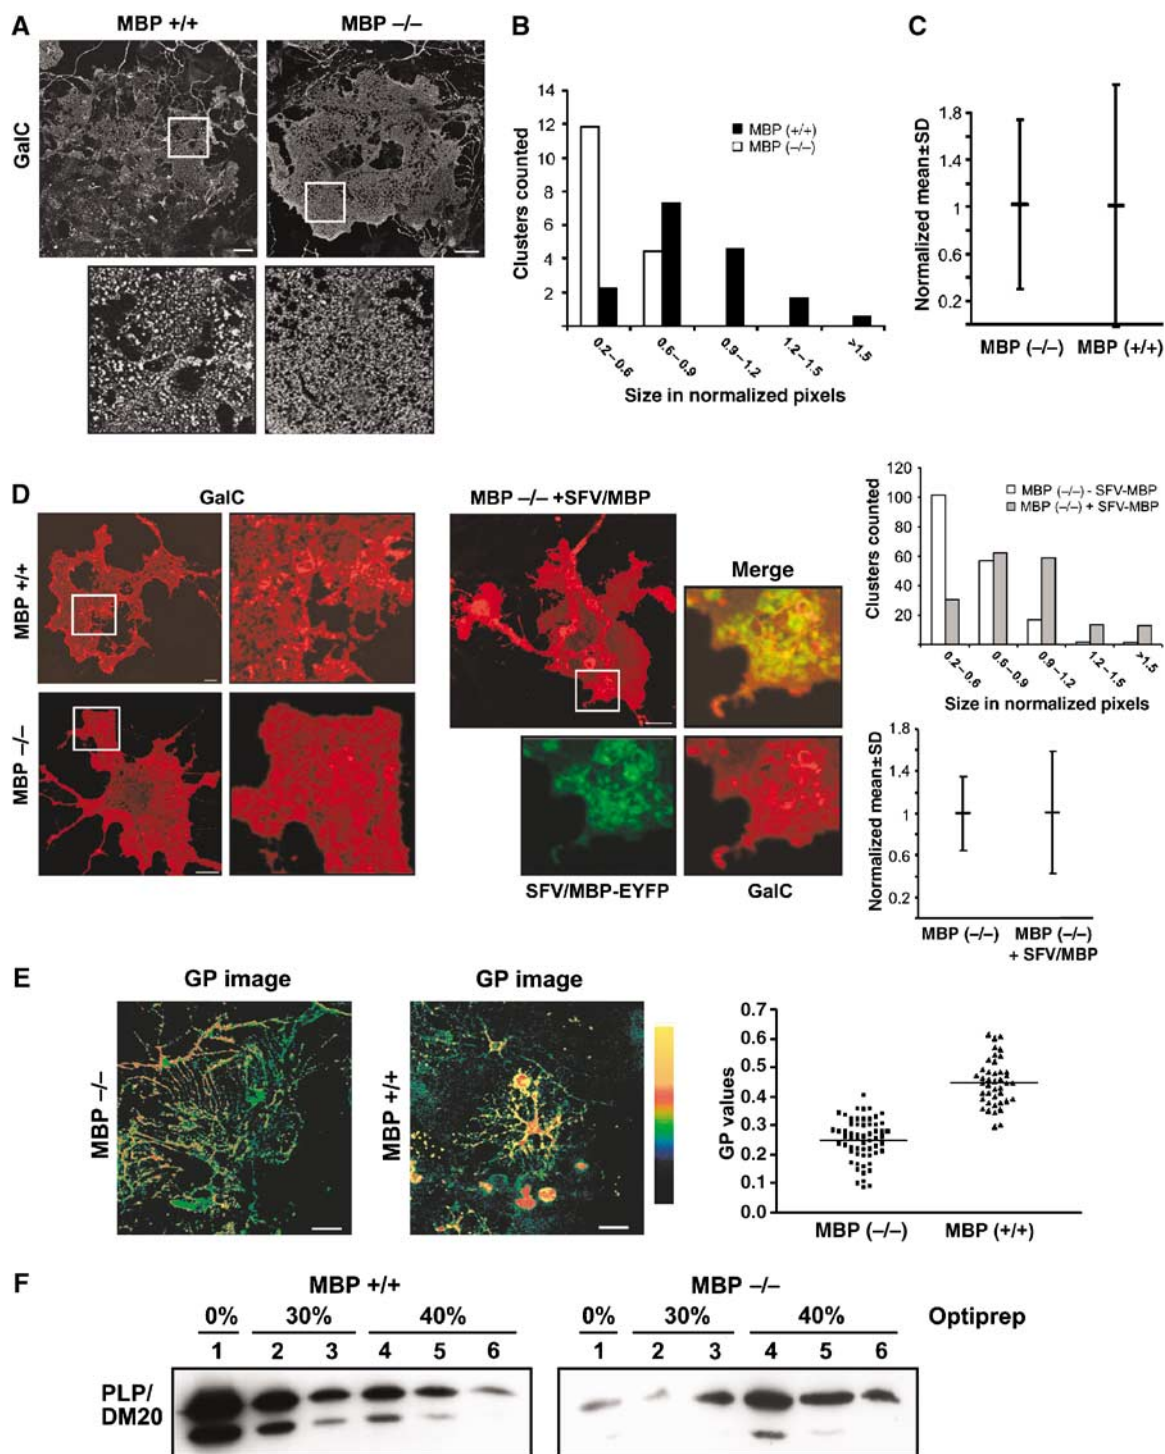 A
MBP +/+
MBP –/–
GalC
B
Clusters counted
14
12
10
8
6
4
2
MBP (+/+)
MBP (–/–)
0.2–0.6
0.6–0.9
0.9–1.2
1.2–1.5
>1.5
Size in normalized pixels
C
Normalized mean±SD
1.8
1.4
1
0.6
0.2
MBP (–/–)
MBP (+/+)
D
GalC
MBP +/+
MBP –/–
MBP –/– +SFV/MBP
Merge
SFV/MBP-EYFP
GalC
Clusters counted
120
100
80
60
40
20
MBP (–/–) - SFV-MBP
MBP (–/–) + SFV-MBP
0.2–0.6
0.6–0.9
0.9–1.2
1.2–1.5
>1.5
Size in normalized pixels
Normalized mean±SD
1.8
1.4
1
0.6
0.2
MBP (–/–)
MBP (–/–)
+ SFV/MBP
E
GP image
GP image
MBP –/–
MBP +/+
GP values
0.7
0.6
0.5
0.4
0.3
0.2
0.1
0.0
MBP (–/–)
MBP (+/+)
F
MBP +/+
MBP –/–
0% 30% 40%
0% 30% 40%
Optiprep
1 2 3 4 5 6
1 2 3 4 5 6
PLP/
DM20